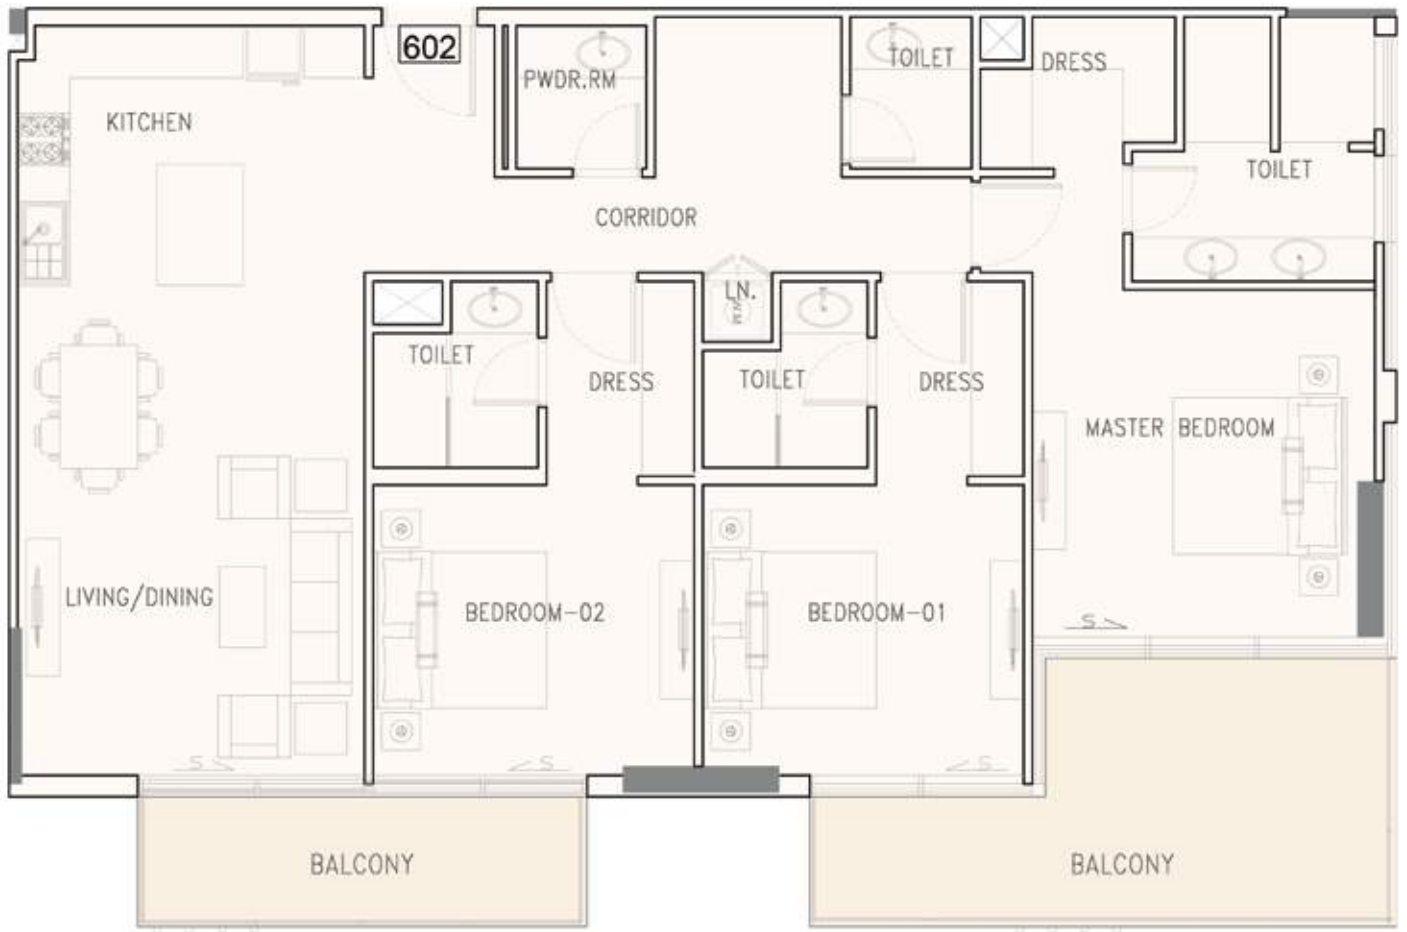 602
TOILET
DRESS
PWDR.RM
KITCHEN
TOILET
CORRIDOR
LN.
W.M
TOILET
DRESS
TOILET
DRESS
MASTER BEDROOM
LIVING/DINING
BEDROOM-02
BEDROOM-01
S
S
S
S
BALCONY
BALCONY